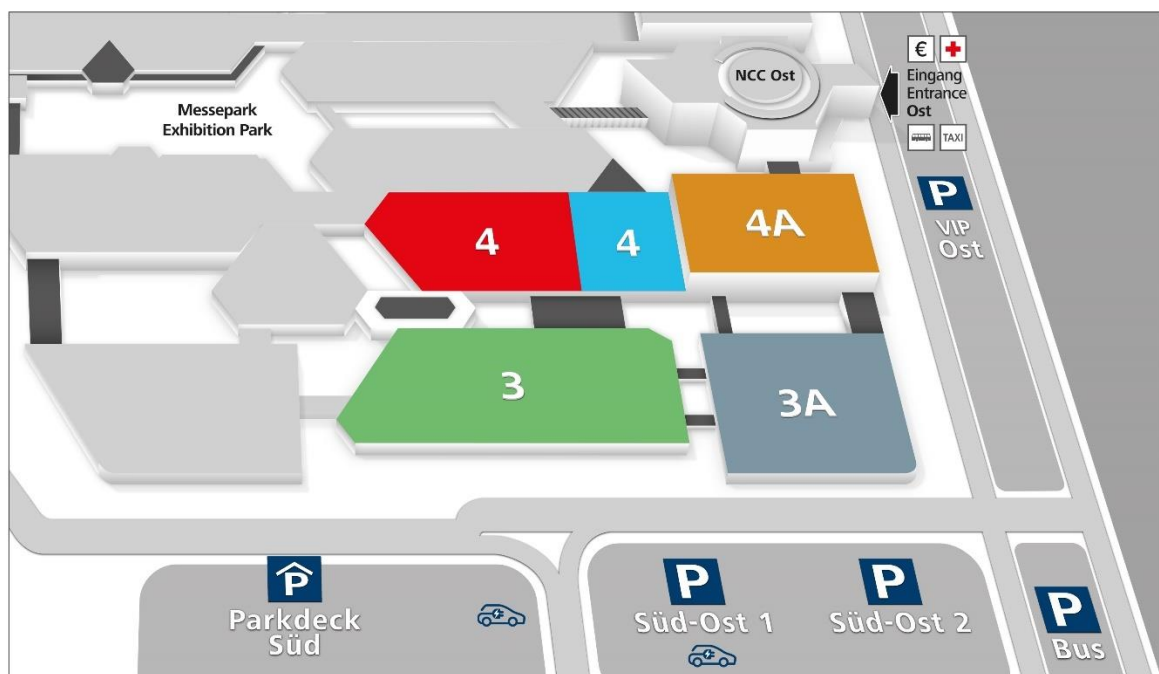 NCC Ost
€
Eingang
Entrance
Ost
TAXI
Messepark
Exhibition Park
P
VIP
Ost
4
4
4A
3
3A
P
Parkdeck
Süd
P
Süd-Ost 1
P
Süd-Ost 2
P
Bus